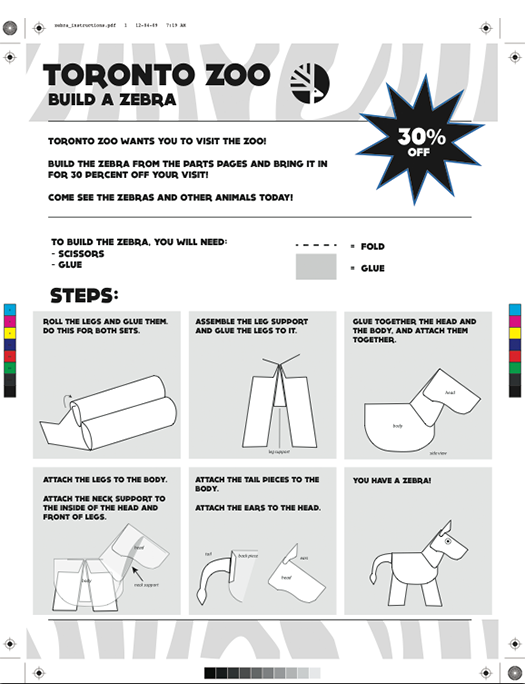 zebra_instructions.pdf 1 12-04-09 7:19 AM
TORONTO ZOO
BUILD A ZEBRA
30%
OFF
TORONTO ZOO WANTS YOU TO VISIT THE ZOO!
BUILD THE ZEBRA FROM THE PARTS PAGES AND BRING IT IN
FOR 30 PERCENT OFF YOUR VISIT!
COME SEE THE ZEBRAS AND OTHER ANIMALS TODAY!
TO BUILD THE ZEBRA, YOU WILL NEED:
- SCISSORS
- GLUE
= FOLD
= GLUE
STEPS:
ROLL THE LEGS AND GLUE THEM.
DO THIS FOR BOTH SETS.
ASSEMBLE THE LEG SUPPORT
AND GLUE THE LEGS TO IT.
leg support
GLUE TOGETHER THE HEAD AND
THE BODY, AND ATTACH THEM
TOGETHER.
head
body
side view
ATTACH THE LEGS TO THE BODY.
ATTACH THE NECK SUPPORT TO
THE INSIDE OF THE HEAD AND
FRONT OF LEGS.
head
body
neck support
ATTACH THE TAIL PIECES TO THE
BODY.
ATTACH THE EARS TO THE HEAD.
tail
back piece
ears
head
YOU HAVE A ZEBRA!